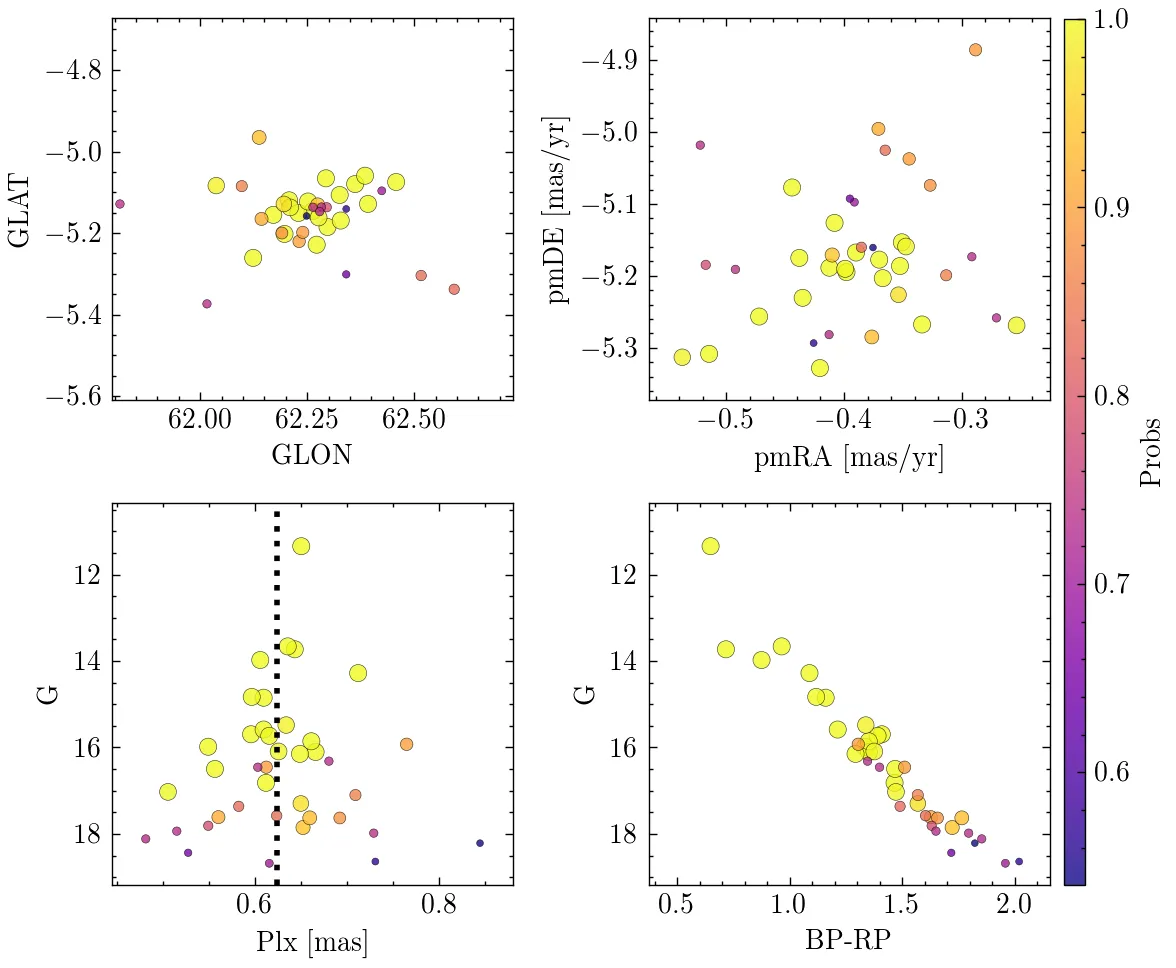 −4.8
−5.0
−5.2
−5.4
−5.6
GLAT
62.00 62.25 62.50
GLON
−4.9
−5.0
−5.1
−5.2
−5.3
pmDE [mas/yr]
−0.5 −0.4 −0.3
pmRA [mas/yr]
1.0
0.9
0.8
0.7
0.6
Probs
12
14
16
18
G
0.6 0.8
Plx [mas]
12
14
16
18
G
0.5 1.0 1.5 2.0
BP-RP